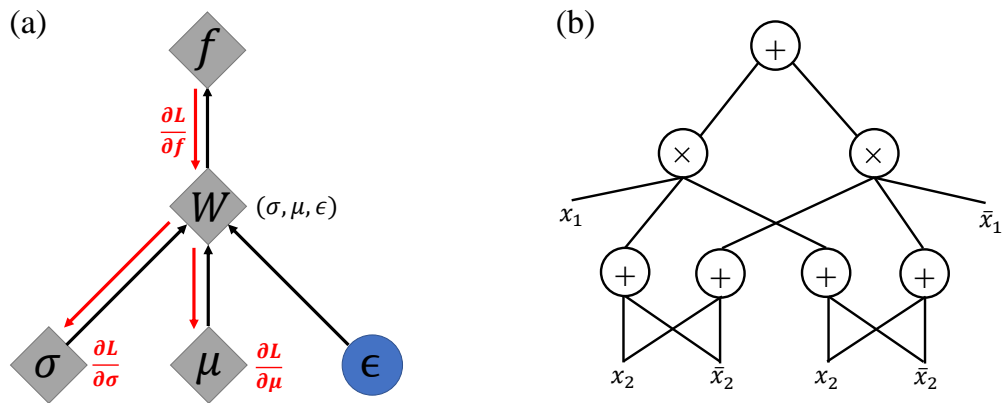 (a)
f
∂L
∂f
W (σ, μ, ϵ)
σ ∂L
∂σ
μ ∂L
∂μ
ϵ
(b)
+
× ×
x₁ x̄₁
+ + + +
x₂ x̄₂ x₂ x̄₂